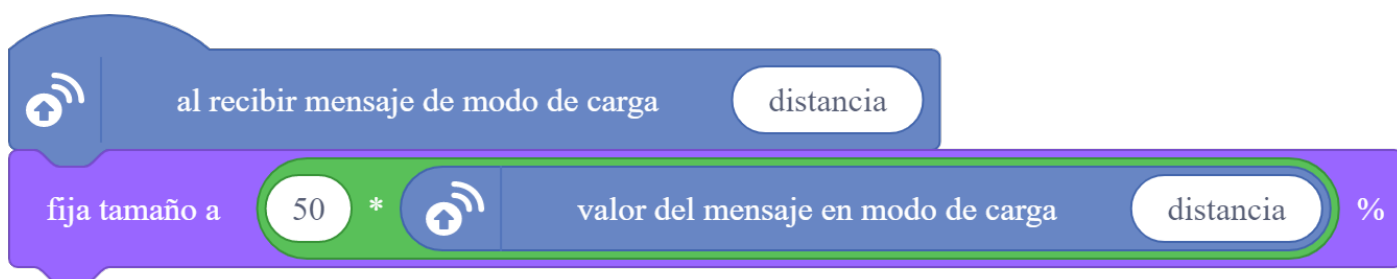 al recibir mensaje de modo de carga distancia
fija tamaño a 50 * valor del mensaje en modo de carga distancia %